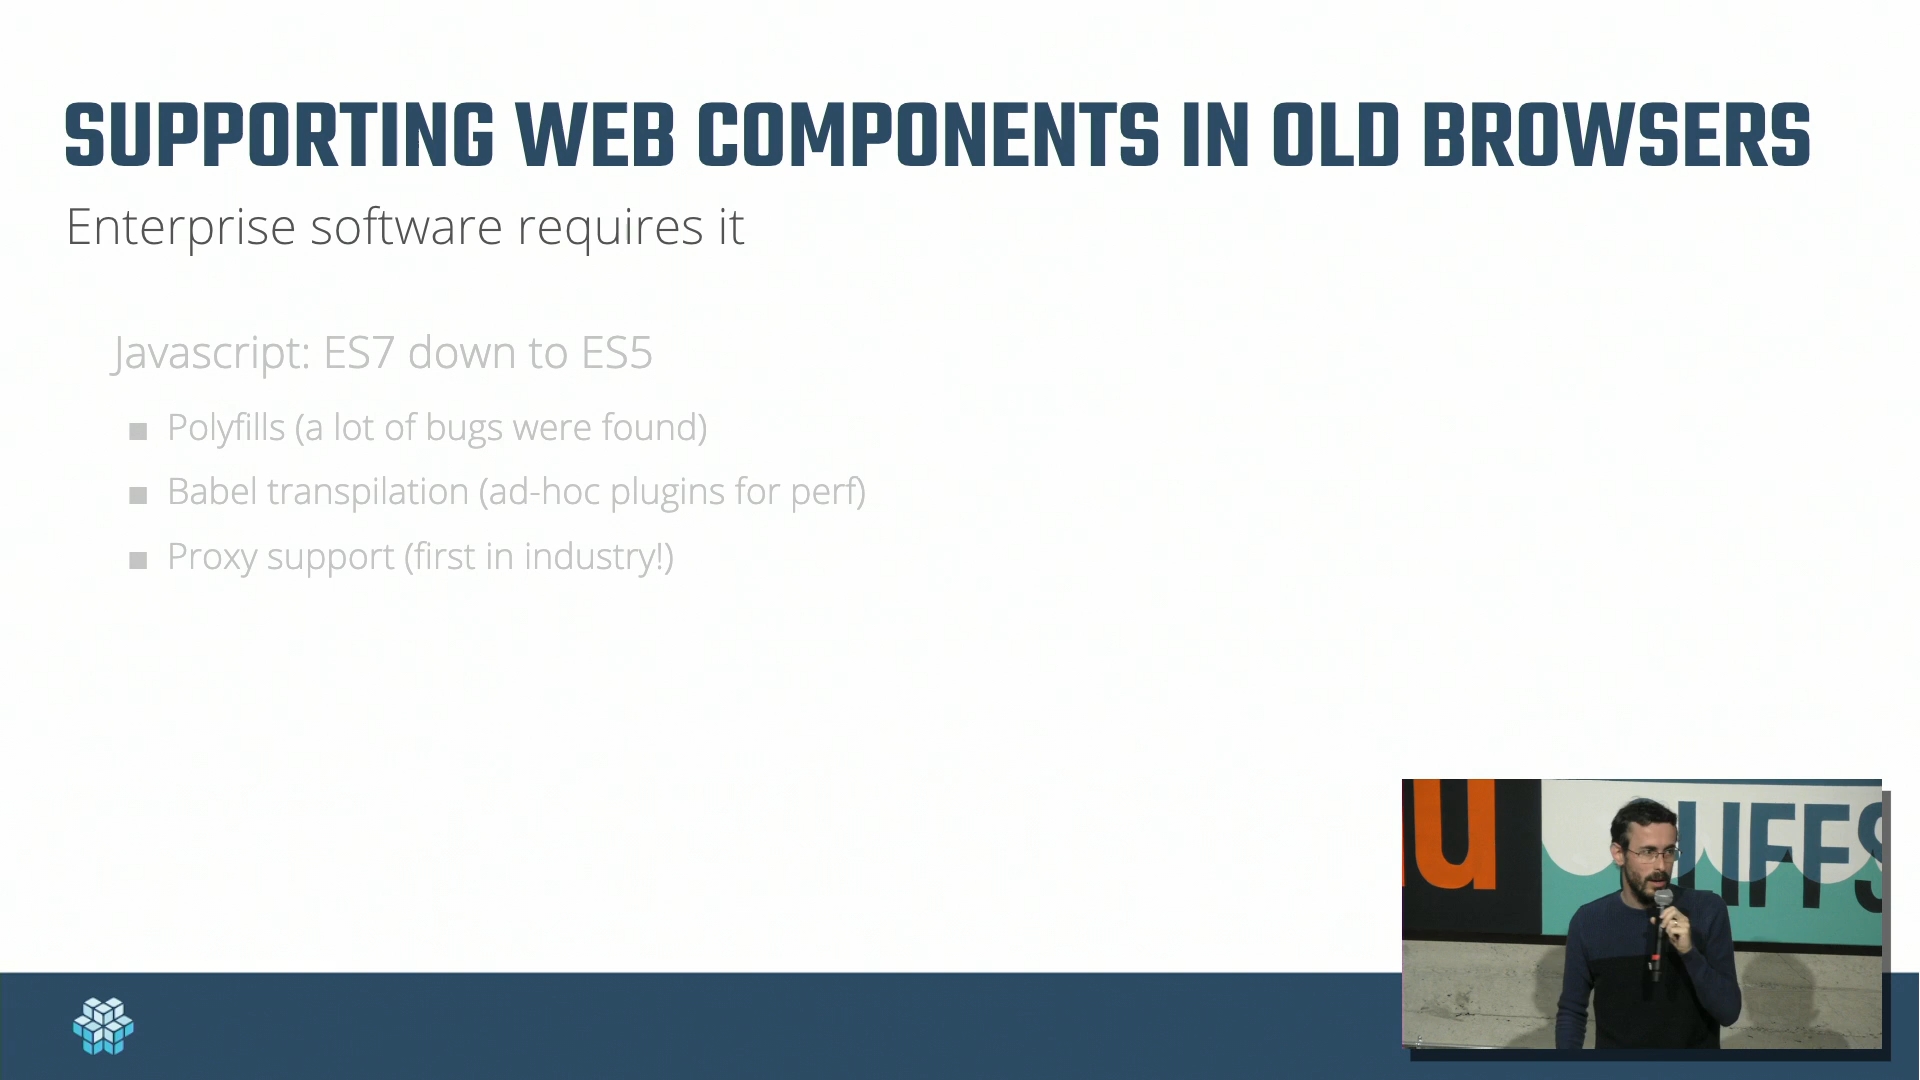 SUPPORTING WEB COMPONENTS IN OLD BROWSERS
Enterprise software requires it
Javascript: ES7 down to ES5
▪ Polyfills (a lot of bugs were found)
▪ Babel transpilation (ad-hoc plugins for perf)
▪ Proxy support (first in industry!)